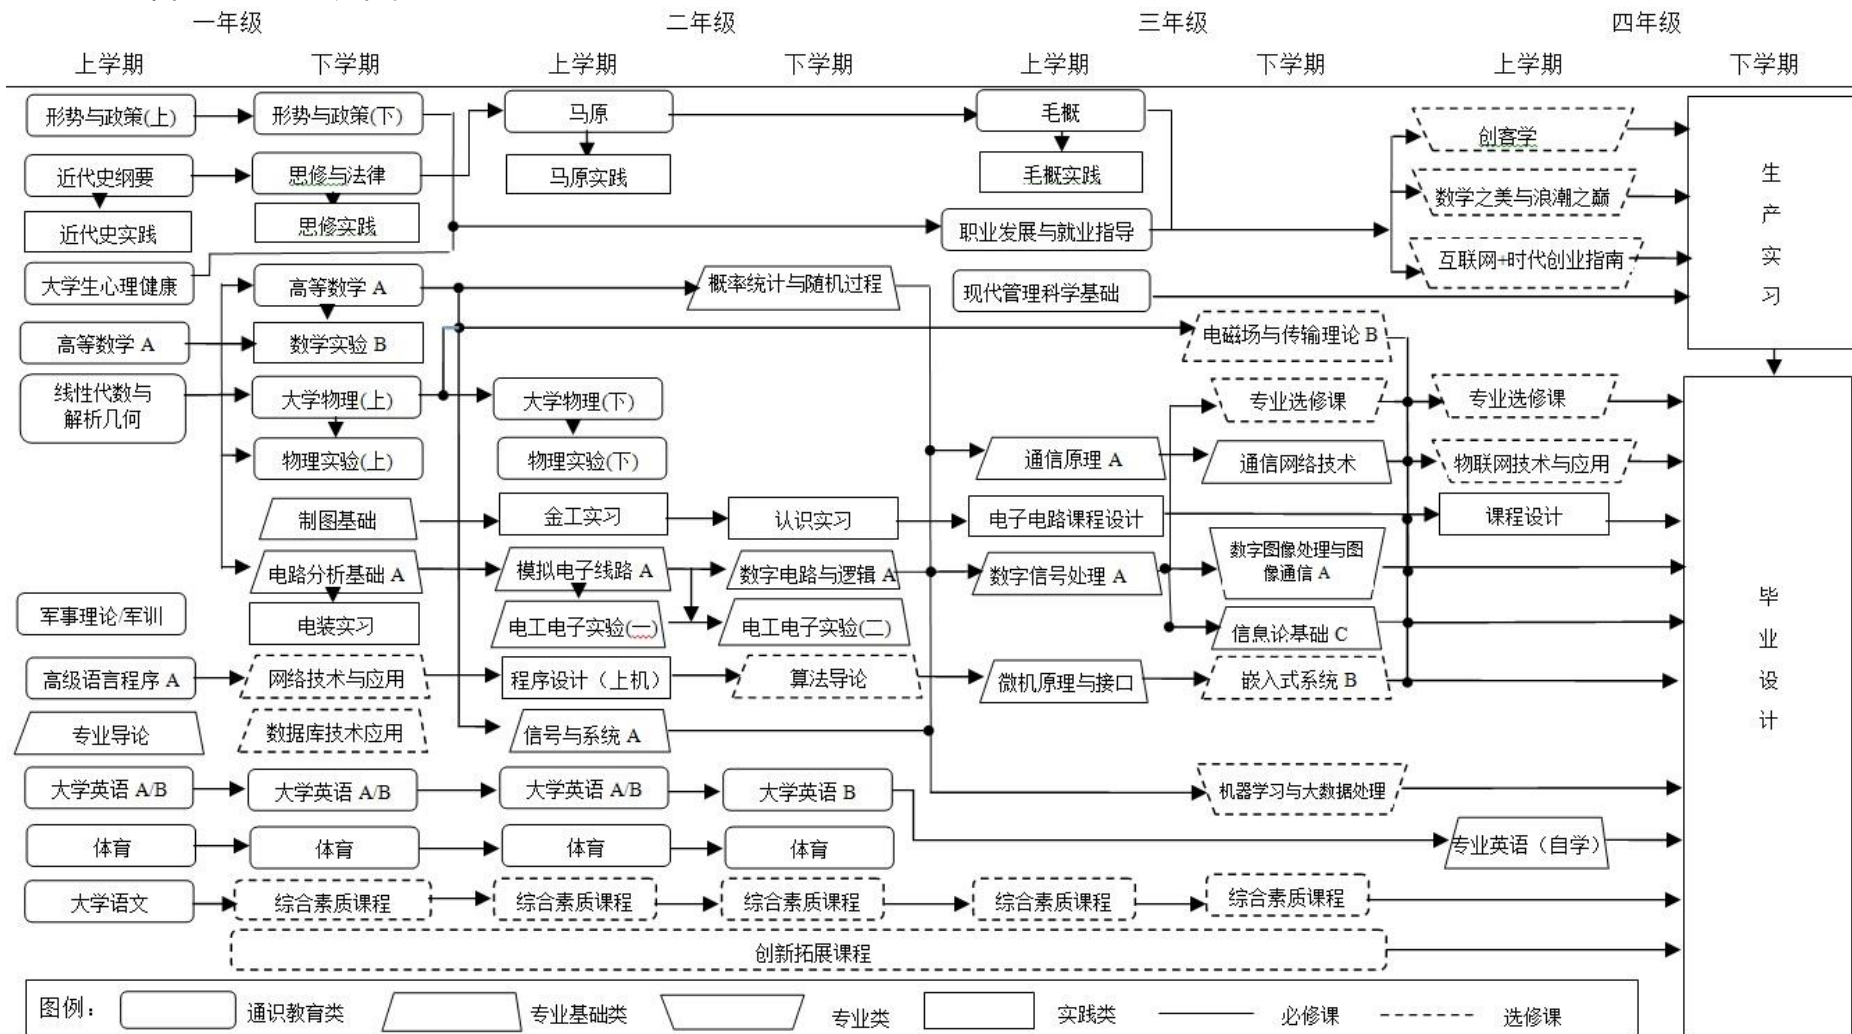 一年级 二年级 三年级 四年级
上学期 下学期 上学期 下学期 上学期 下学期 上学期 下学期
形势与政策(上) 形势与政策(下) 马原 毛概 创客学
近代史纲要 思修与法律 马原实践 毛概实践 数学之美与浪潮之巅
近代史实践 思修实践 职业发展与就业指导 互联网+时代创业指南
生
产
实
习
大学生心理健康 高等数学 A 概率统计与随机过程 现代管理科学基础
高等数学 A 数学实验 B 电磁场与传输理论 B
线性代数与
解析几何
大学物理(上) 大学物理(下) 专业选修课 专业选修课
物理实验(上) 物理实验(下) 通信原理 A 通信网络技术 物联网技术与应用
制图基础 金工实习 认识实习 电子电路课程设计 课程设计
电路分析基础 A 模拟电子线路 A 数字电路与逻辑 A 数字信号处理 A
数字图像处理与图
像通信 A
军事理论/军训 电装实习 电工电子实验(一) 电工电子实验(二) 信息论基础 C
高级语言程序 A 网络技术与应用 程序设计（上机） 算法导论 微机原理与接口 嵌入式系统 B
专业导论 数据库技术应用 信号与系统 A
毕
业
设
计
大学英语 A/B 大学英语 A/B 大学英语 A/B 大学英语 B 机器学习与大数据处理
体育 体育 体育 体育 专业英语（自学）
大学语文 综合素质课程 综合素质课程 综合素质课程 综合素质课程 综合素质课程
创新拓展课程
图例： 通识教育类 专业基础类 专业类 实践类 必修课 选修课